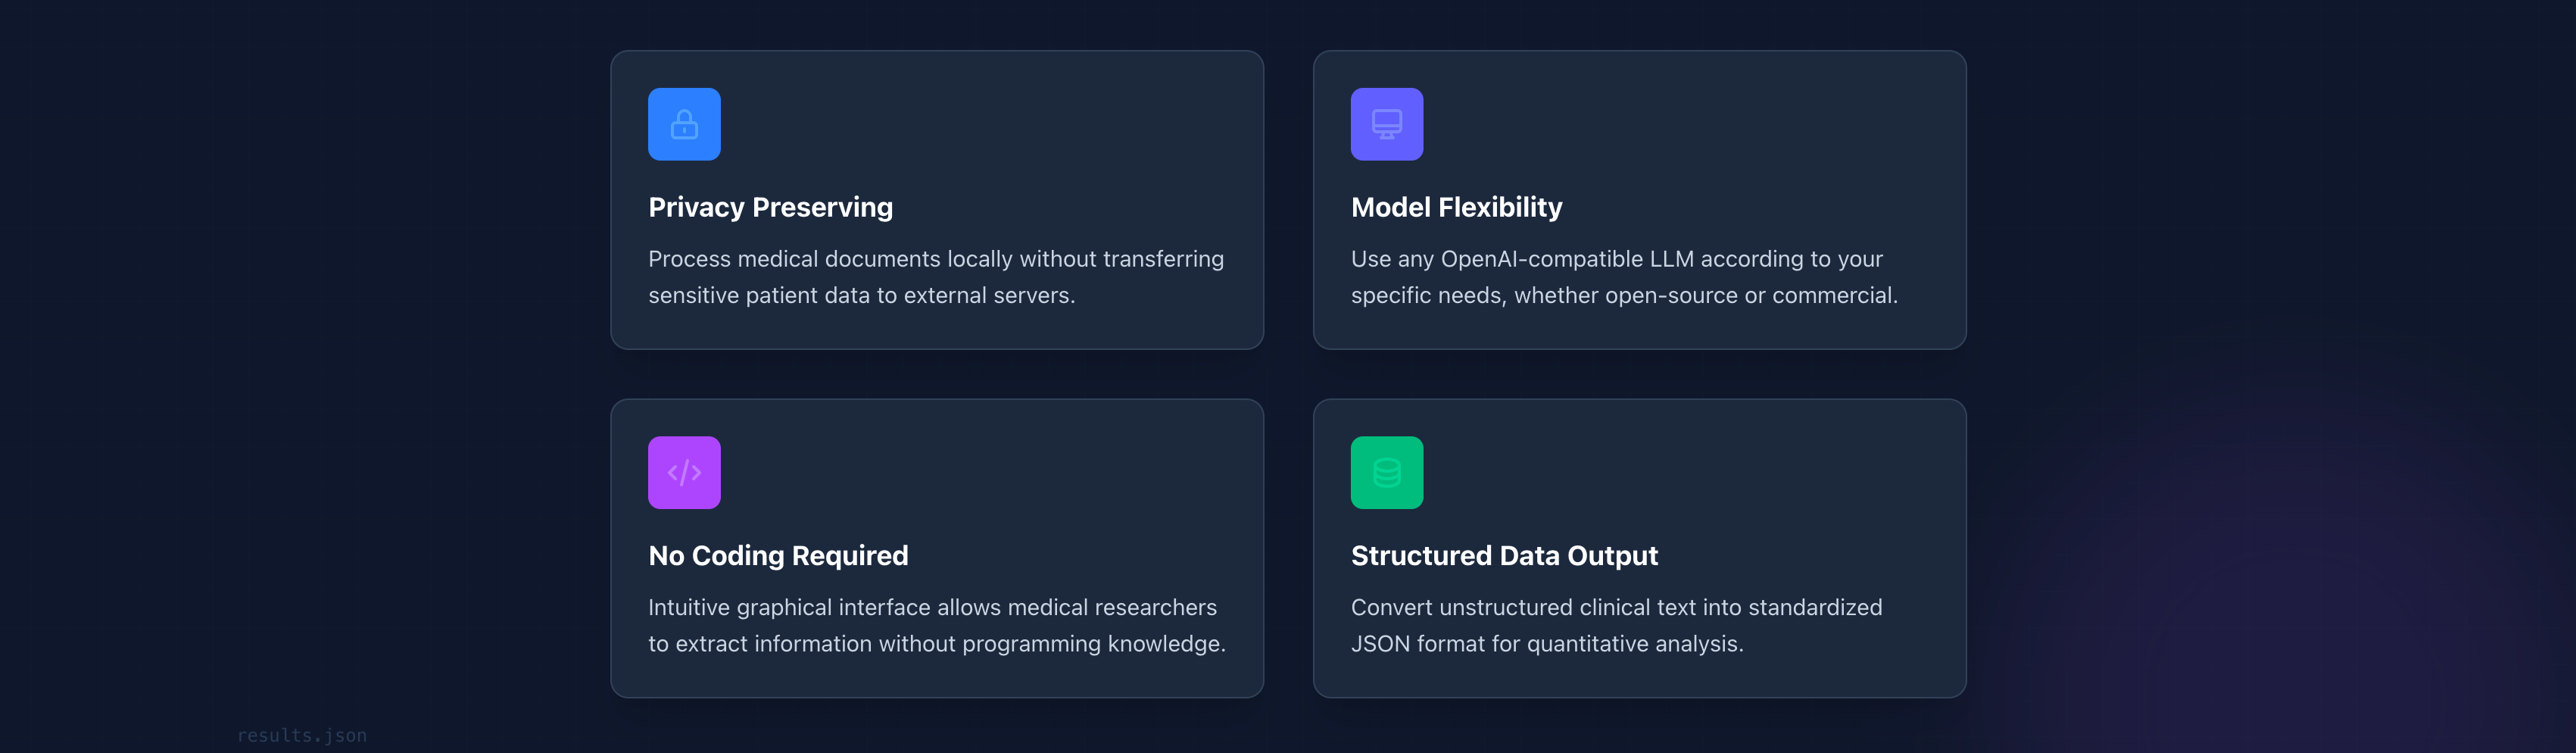 Privacy Preserving
Process medical documents locally without transferring
sensitive patient data to external servers.
Model Flexibility
Use any OpenAI-compatible LLM according to your
specific needs, whether open-source or commercial.
No Coding Required
Intuitive graphical interface allows medical researchers
to extract information without programming knowledge.
Structured Data Output
Convert unstructured clinical text into standardized
JSON format for quantitative analysis.
results.json